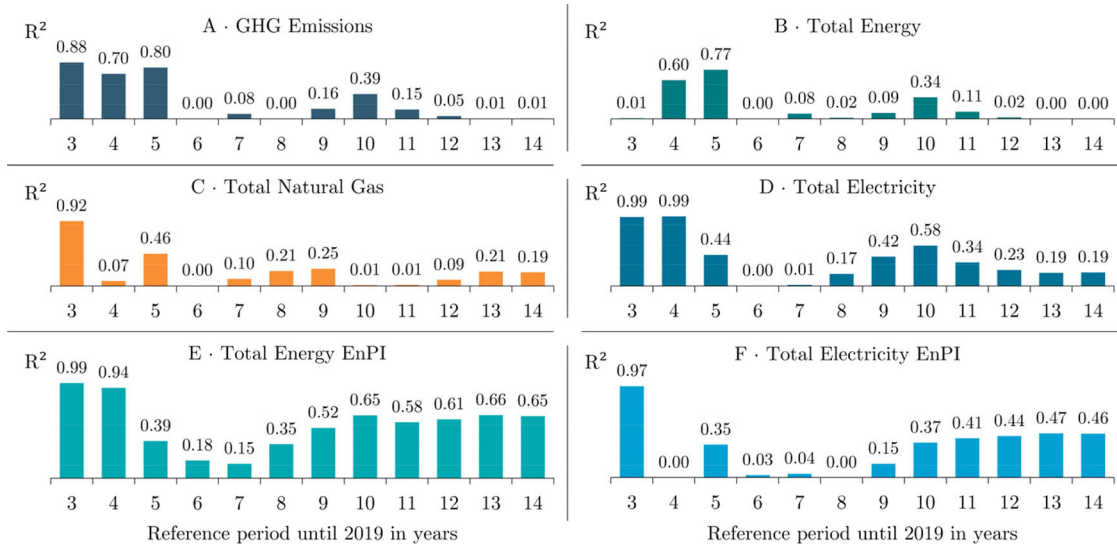 A · GHG Emissions
R²
0.88 0.70 0.80 0.00 0.08 0.00 0.16 0.39 0.15 0.05 0.01 0.01
3 4 5 6 7 8 9 10 11 12 13 14
B · Total Energy
R²
0.01 0.60 0.77 0.00 0.08 0.02 0.09 0.34 0.11 0.02 0.00 0.00
3 4 5 6 7 8 9 10 11 12 13 14
C · Total Natural Gas
R²
0.92 0.07 0.46 0.00 0.10 0.21 0.25 0.01 0.01 0.09 0.21 0.19
3 4 5 6 7 8 9 10 11 12 13 14
D · Total Electricity
R²
0.99 0.99 0.44 0.00 0.01 0.17 0.42 0.58 0.34 0.23 0.19 0.19
3 4 5 6 7 8 9 10 11 12 13 14
E · Total Energy EnPI
R²
0.99 0.94 0.39 0.18 0.15 0.35 0.52 0.65 0.58 0.61 0.66 0.65
3 4 5 6 7 8 9 10 11 12 13 14
Reference period until 2019 in years
F · Total Electricity EnPI
R²
0.97 0.00 0.35 0.03 0.04 0.00 0.15 0.37 0.41 0.44 0.47 0.46
3 4 5 6 7 8 9 10 11 12 13 14
Reference period until 2019 in years